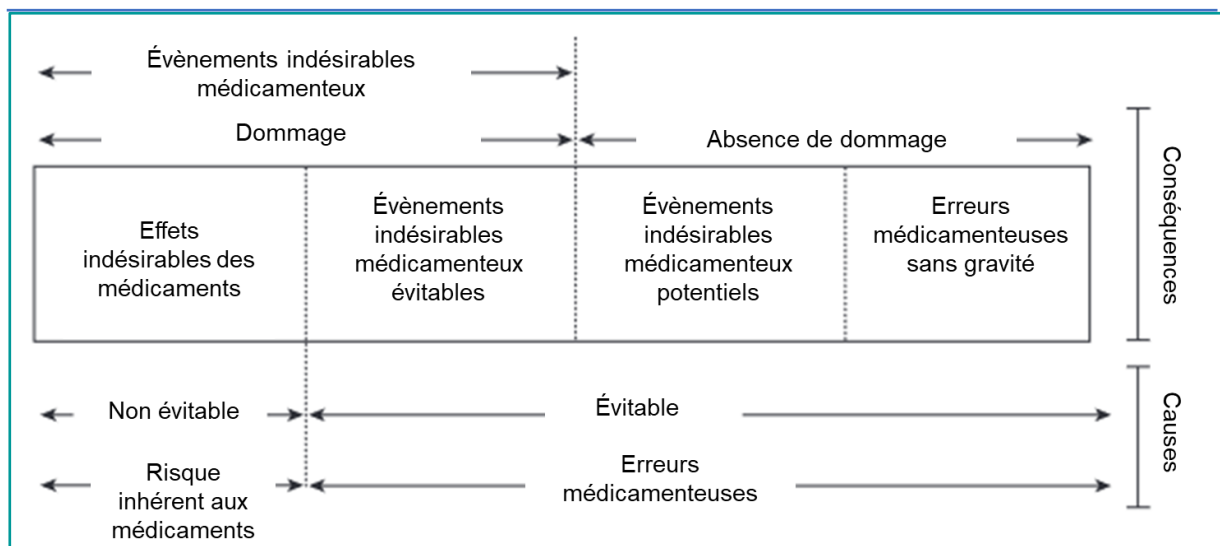 Évènements indésirables
médicamenteux
Dommage
Absence de dommage
Effets
indésirables des
médicaments
Évènements
indésirables
médicamenteux
évitables
Évènements
indésirables
médicamenteux
potentiels
Erreurs
médicamenteuses
sans gravité
Conséquences
Non évitable
Évitable
Risque
inhérent aux
médicaments
Erreurs
médicamenteuses
Causes